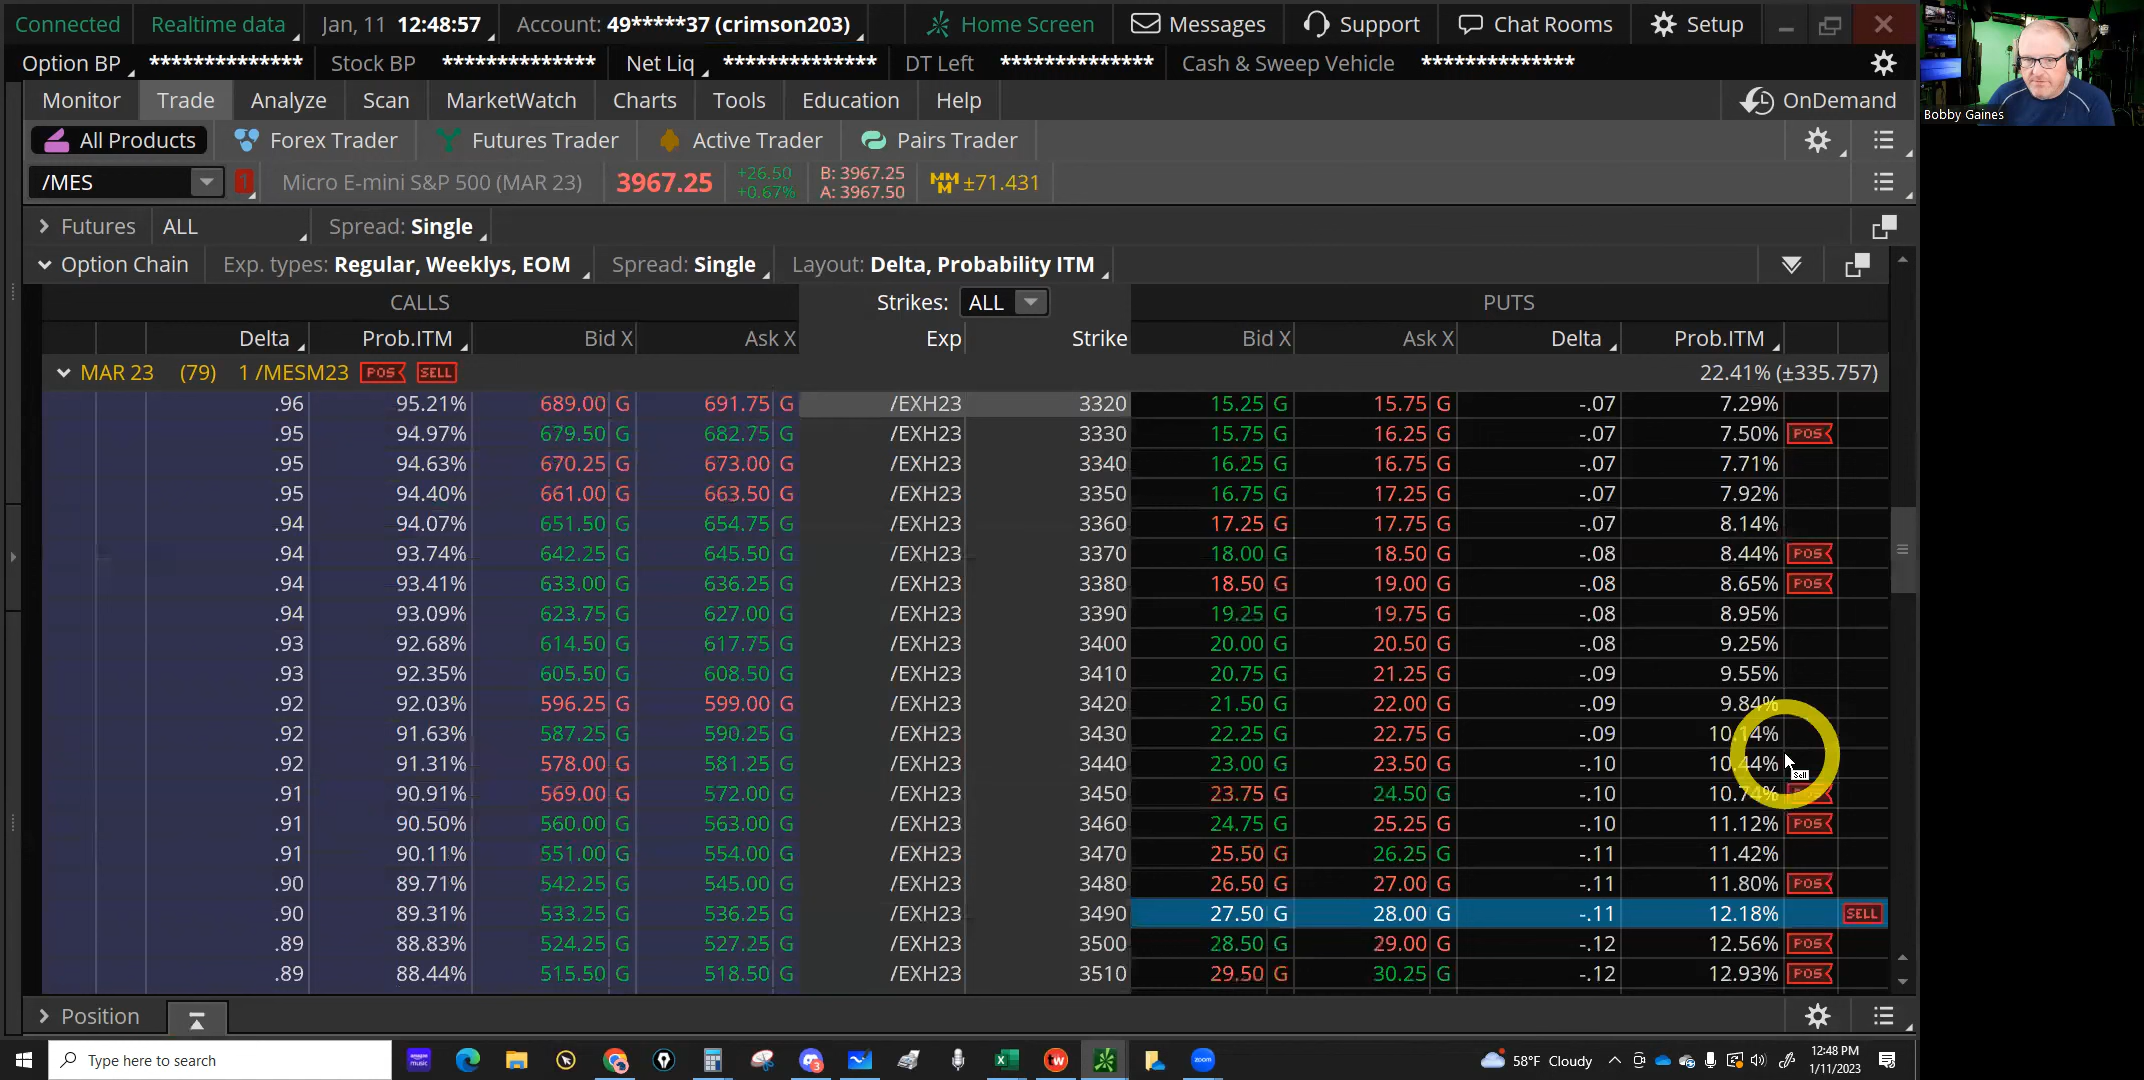 Connected Realtime data Jan, 11 12:48:57 Account: 49*****37 (crimson203) Home Screen Messages Support Chat Rooms Setup
Option BP ************** Stock BP ************** Net Liq ************** DT Left ************** Cash & Sweep Vehicle **************
Bobby Gaines
Monitor Trade Analyze Scan MarketWatch Charts Tools Education Help OnDemand
All Products Forex Trader Futures Trader Active Trader Pairs Trader
/MES 1 Micro E-mini S&P 500 (MAR 23) 3967.25 +26.50 B: 3967.25 MMM ±71.431
+0.67% A: 3967.50
Futures ALL Spread: Single
Option Chain Exp. types: Regular, Weeklys, EOM Spread: Single Layout: Delta, Probability ITM
CALLS Strikes: ALL PUTS
Delta Prob.ITM Bid X Ask X Exp Strike Bid X Ask X Delta Prob.ITM
MAR 23 (79) 1 /MESM23 POS SELL 22.41% (±335.757)
.96 95.21% 689.00 G 691.75 G /EXH23 3320 15.25 G 15.75 G -.07 7.29%
.95 94.97% 679.50 G 682.75 G /EXH23 3330 15.75 G 16.25 G -.07 7.50% POS
.95 94.63% 670.25 G 673.00 G /EXH23 3340 16.25 G 16.75 G -.07 7.71%
.95 94.40% 661.00 G 663.50 G /EXH23 3350 16.75 G 17.25 G -.07 7.92%
.94 94.07% 651.50 G 654.75 G /EXH23 3360 17.25 G 17.75 G -.07 8.14%
.94 93.74% 642.25 G 645.50 G /EXH23 3370 18.00 G 18.50 G -.08 8.44% POS
.94 93.41% 633.00 G 636.25 G /EXH23 3380 18.50 G 19.00 G -.08 8.65% POS
.94 93.09% 623.75 G 627.00 G /EXH23 3390 19.25 G 19.75 G -.08 8.95%
.93 92.68% 614.50 G 617.75 G /EXH23 3400 20.00 G 20.50 G -.08 9.25%
.93 92.35% 605.50 G 608.50 G /EXH23 3410 20.75 G 21.25 G -.09 9.55%
.92 92.03% 596.25 G 599.00 G /EXH23 3420 21.50 G 22.00 G -.09 9.84%
.92 91.63% 587.25 G 590.25 G /EXH23 3430 22.25 G 22.75 G -.09 10.14%
.92 91.31% 578.00 G 581.25 G /EXH23 3440 23.00 G 23.50 G -.10 10.44% Sell
.91 90.91% 569.00 G 572.00 G /EXH23 3450 23.75 G 24.50 G -.10 10.74%
.91 90.50% 560.00 G 563.00 G /EXH23 3460 24.75 G 25.25 G -.10 11.12% POS
.91 90.11% 551.00 G 554.00 G /EXH23 3470 25.50 G 26.25 G -.11 11.42%
.90 89.71% 542.25 G 545.00 G /EXH23 3480 26.50 G 27.00 G -.11 11.80% POS
.90 89.31% 533.25 G 536.25 G /EXH23 3490 27.50 G 28.00 G -.11 12.18% SELL
.89 88.83% 524.25 G 527.25 G /EXH23 3500 28.50 G 29.00 G -.12 12.56% POS
.89 88.44% 515.50 G 518.50 G /EXH23 3510 29.50 G 30.25 G -.12 12.93% POS
Position
Type here to search amazon music 3 zoom 58°F Cloudy 12:48 PM
1/11/2023